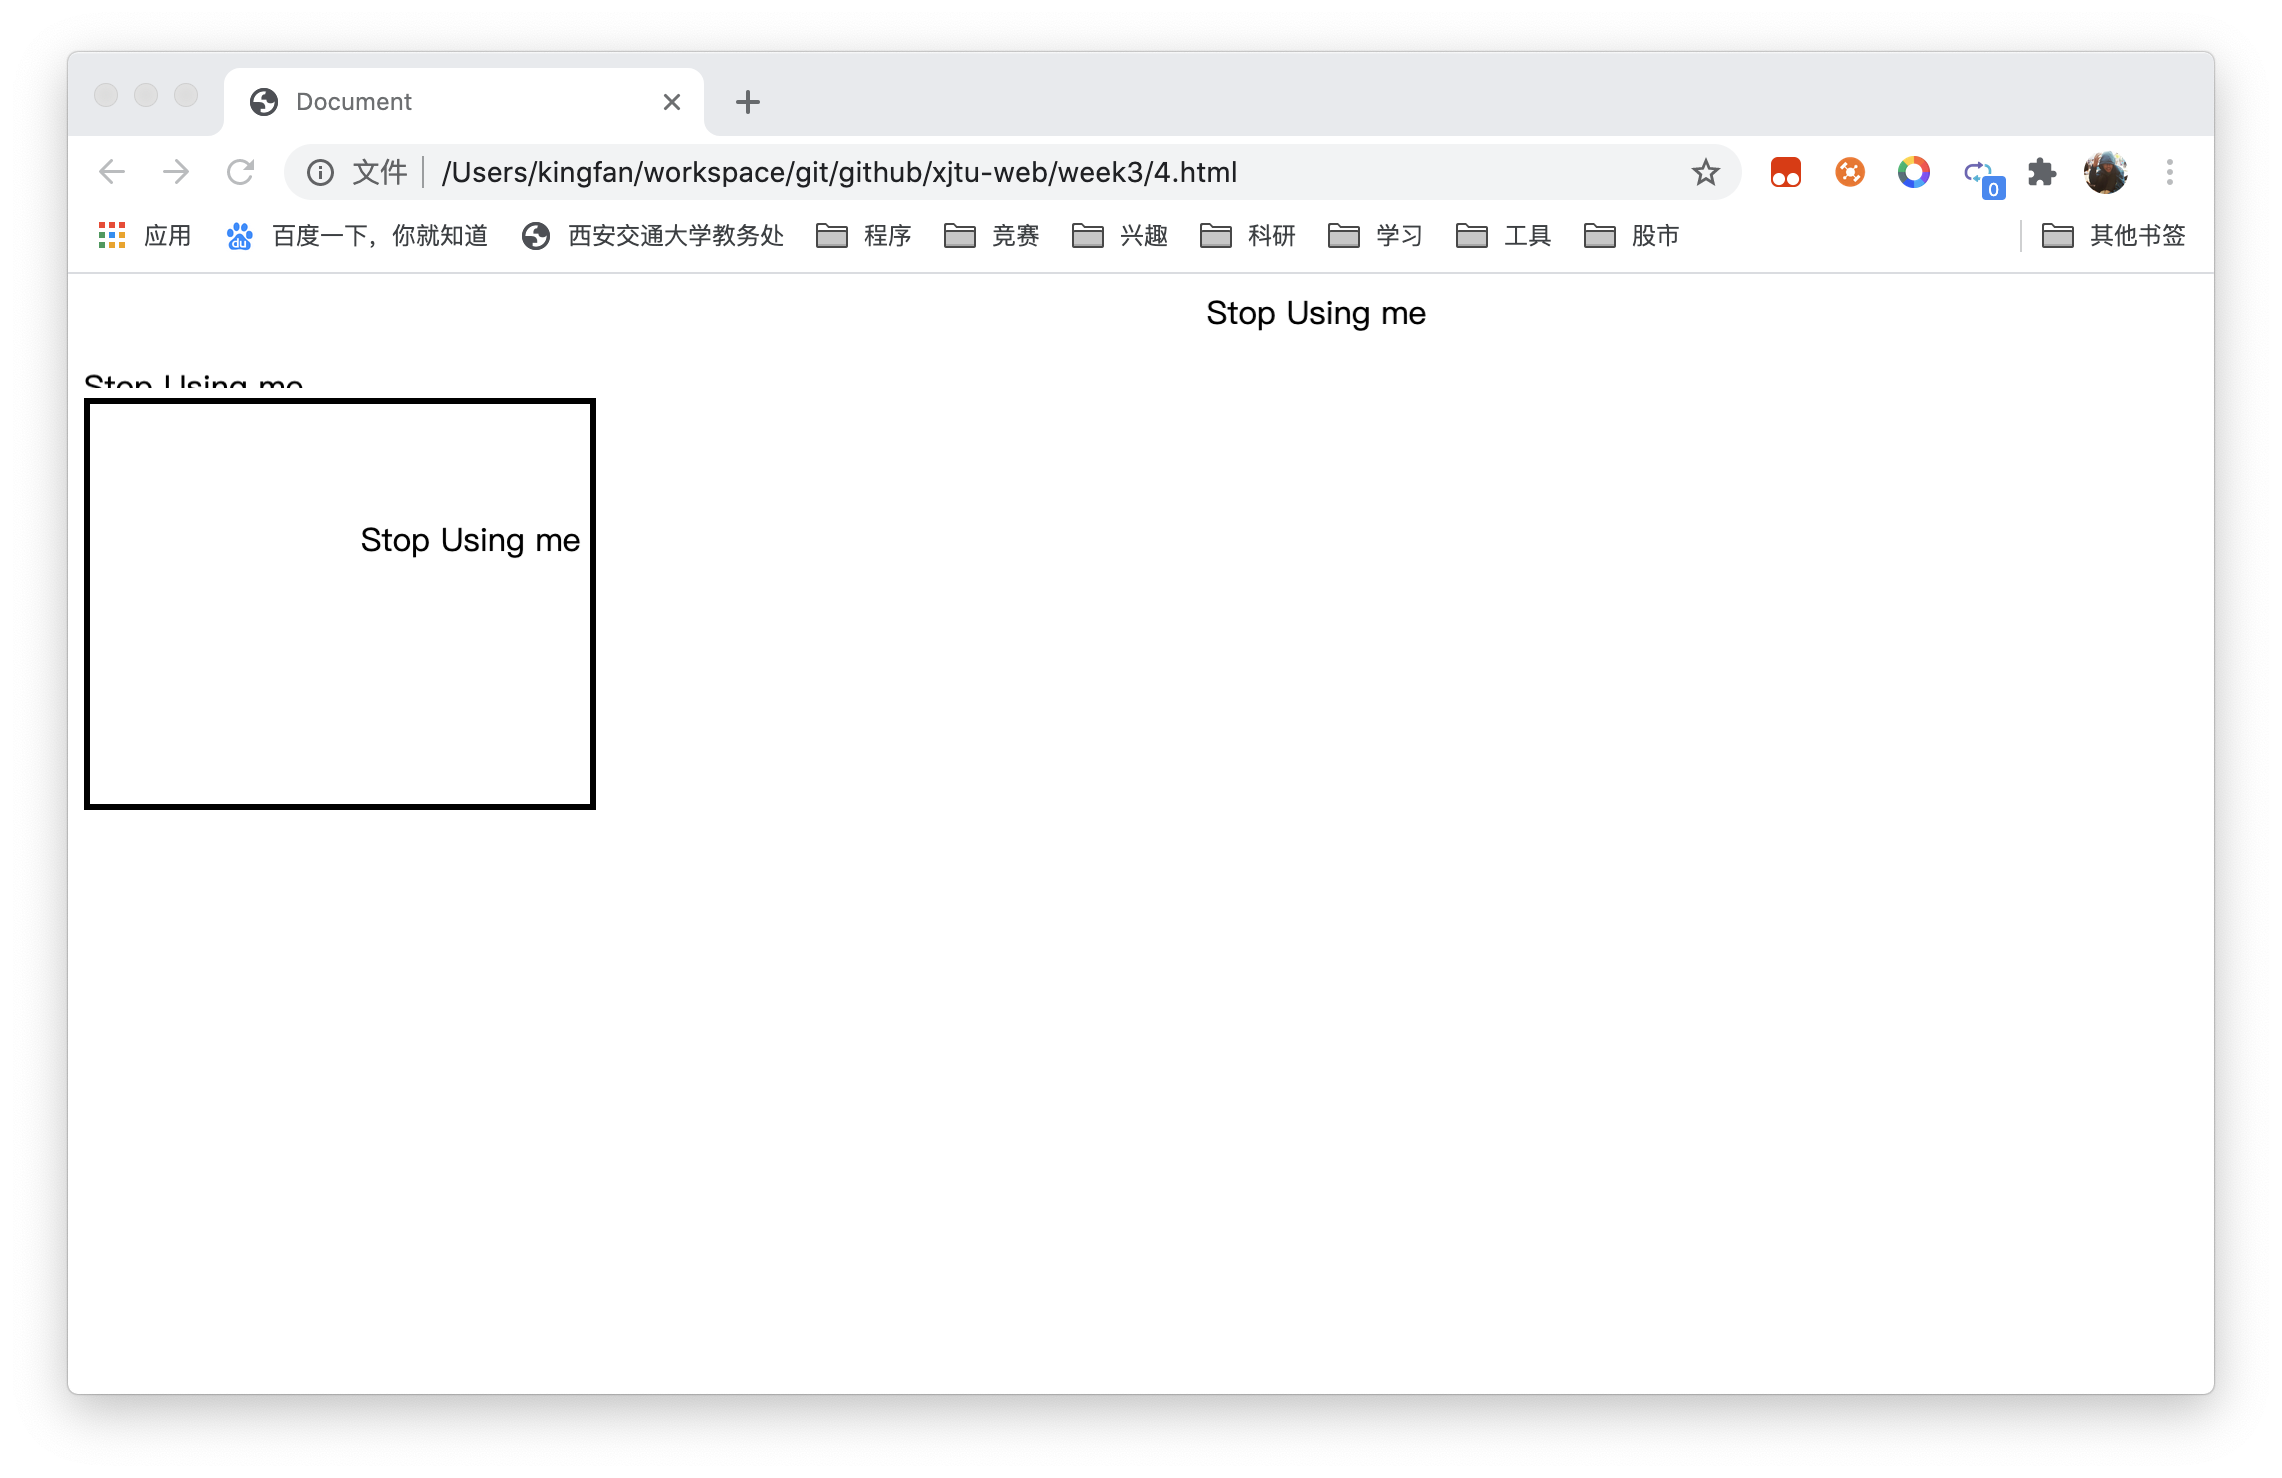 Document
文件 | /Users/kingfan/workspace/git/github/xjtu-web/week3/4.html
0
应用 百度一下，你就知道 西安交通大学教务处 程序 竞赛 兴趣 科研 学习 工具 股市 其他书签
Stop Using me
Stop Using me
Stop Using me